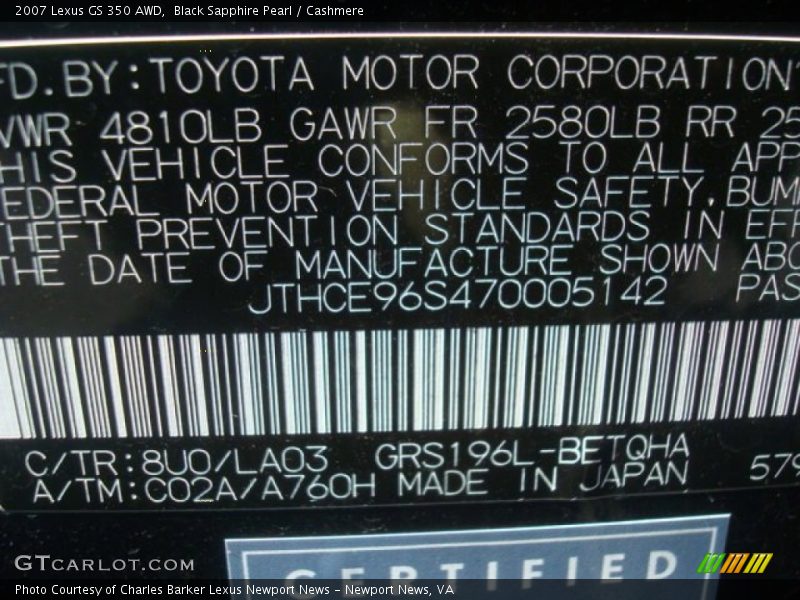 2007 Lexus GS 350 AWD, Black Sapphire Pearl / Cashmere
FD.BY:TOYOTA MOTOR CORPORATION
VWR 4810LB GAWR FR 2580LB RR 25
HIS VEHICLE CONFORMS TO ALL APP
EDERAL MOTOR VEHICLE SAFETY,BUM
THEFT PREVENTION STANDARDS IN EFF
THE DATE OF MANUFACTURE SHOWN ABO
JTHCE96S470005142 PAS
C/TR:8U0/LA03 GRS196L-BETQHA
A/TM:C02A/A760H MADE IN JAPAN 579
CERTIFIED
GTCARLOT.COM
Photo Courtesy of Charles Barker Lexus Newport News - Newport News, VA